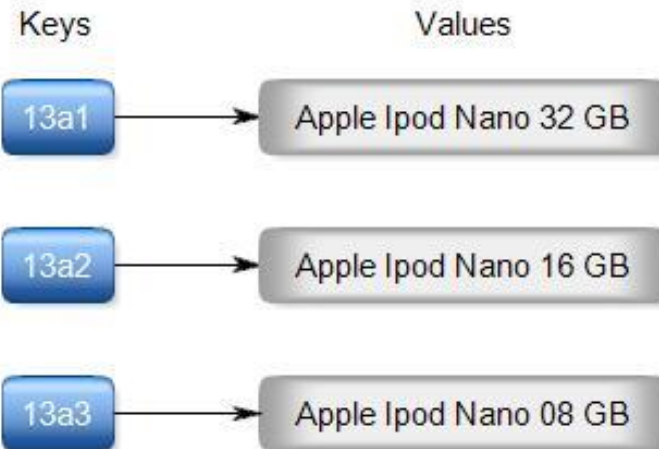 Keys Values
13a1 Apple Ipod Nano 32 GB
13a2 Apple Ipod Nano 16 GB
13a3 Apple Ipod Nano 08 GB